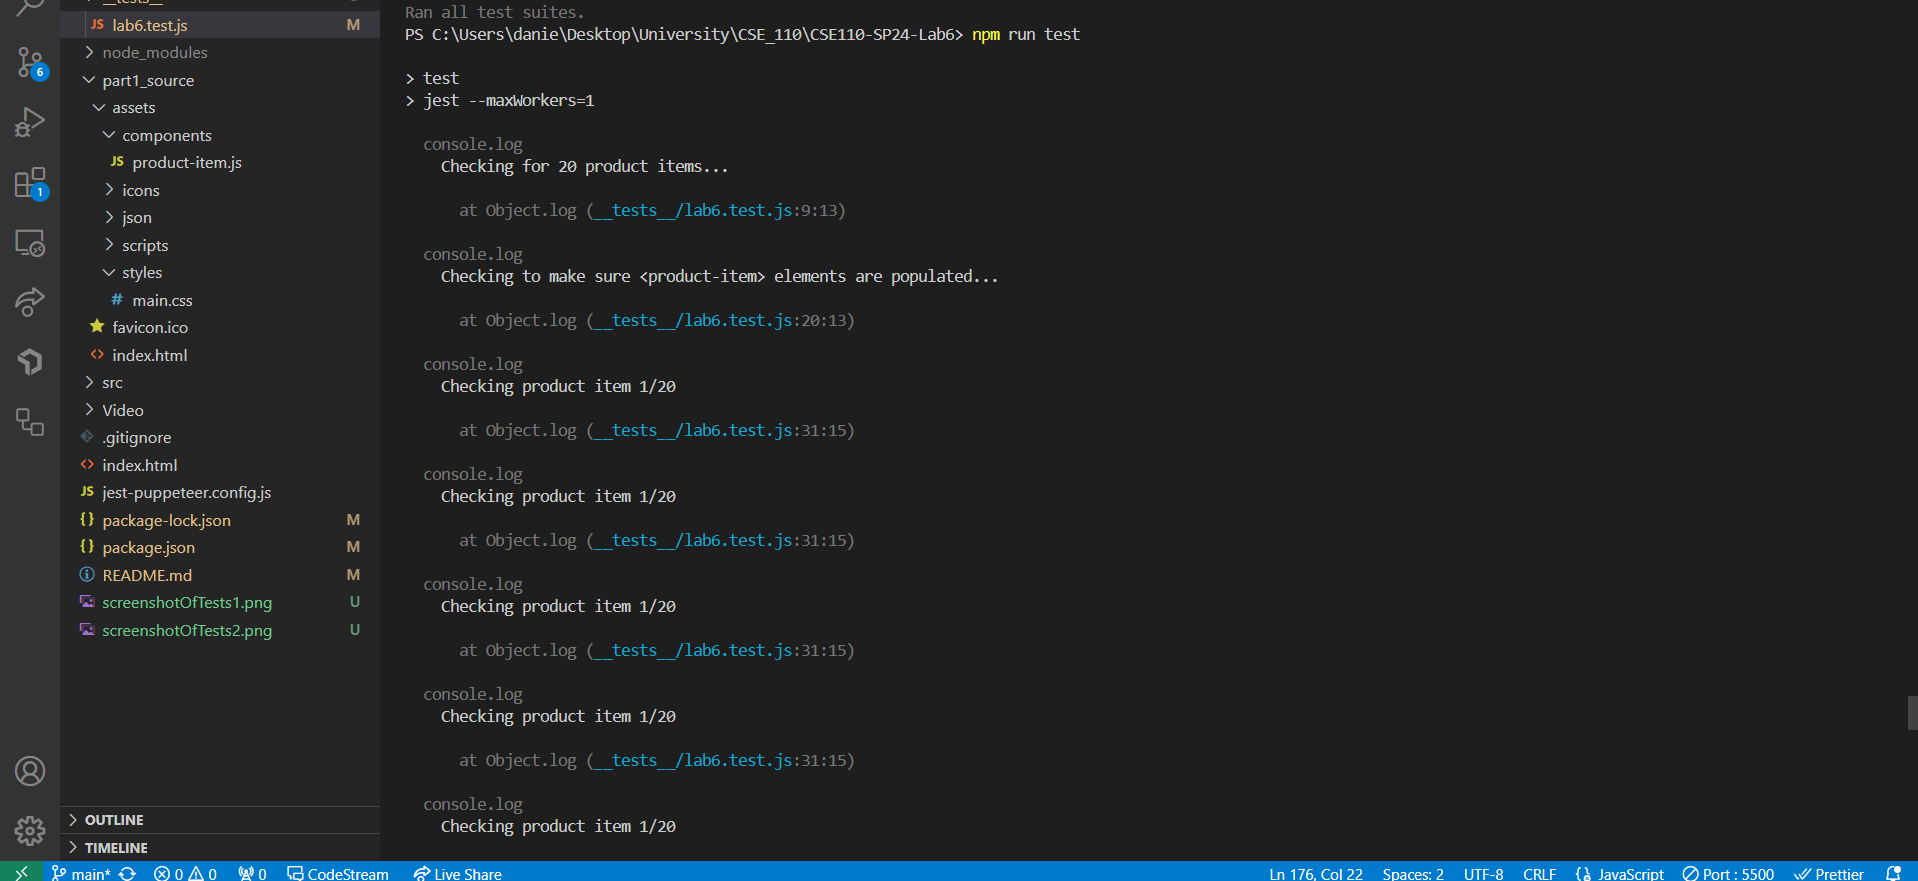 __tests__
JS lab6.test.js M
node_modules
part1_source
assets
components
JS product-item.js
icons
json
scripts
styles
# main.css
favicon.ico
<> index.html
src
Video
.gitignore
<> index.html
JS jest-puppeteer.config.js
{} package-lock.json M
{} package.json M
README.md M
screenshotOfTests1.png U
screenshotOfTests2.png U
OUTLINE
TIMELINE
6
1
Ran all test suites.
PS C:\Users\danie\Desktop\University\CSE_110\CSE110-SP24-Lab6> npm run test
> test
> jest --maxWorkers=1
console.log
Checking for 20 product items...
at Object.log (__tests__/lab6.test.js:9:13)
console.log
Checking to make sure <product-item> elements are populated...
at Object.log (__tests__/lab6.test.js:20:13)
console.log
Checking product item 1/20
at Object.log (__tests__/lab6.test.js:31:15)
console.log
Checking product item 1/20
at Object.log (__tests__/lab6.test.js:31:15)
console.log
Checking product item 1/20
at Object.log (__tests__/lab6.test.js:31:15)
console.log
Checking product item 1/20
at Object.log (__tests__/lab6.test.js:31:15)
console.log
Checking product item 1/20
main* 0 0 0 CodeStream Live Share Ln 176, Col 22 Spaces: 2 UTF-8 CRLF {} JavaScript Port : 5500 Prettier